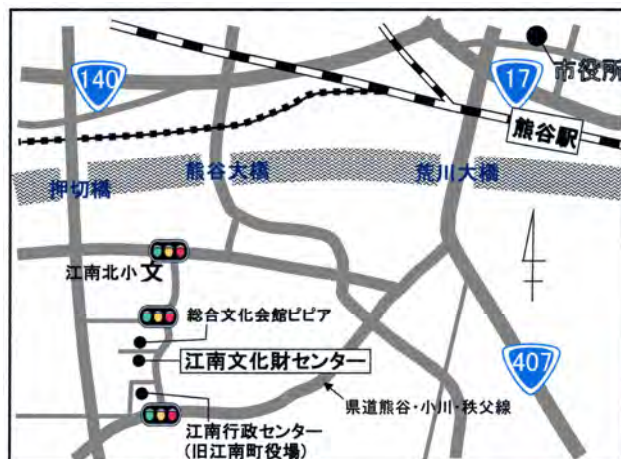 140
17
市役所
熊谷駅
押切橋
熊谷大橋
荒川大橋
江南北小
文
総合文化会館ピピア
江南文化財センター
407
県道熊谷・小川・秩父線
江南行政センター
(旧江南町役場)